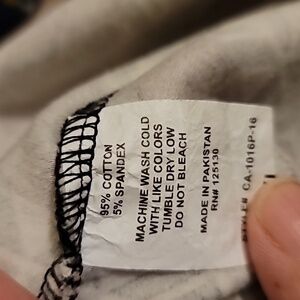 95% COTTON
5% SPANDEX
MACHINE WASH COLD
WITH LIKE COLORS
TUMBLE DRY LOW
DO NOT BLEACH
MADE IN PAKISTAN
RN# 125130
STYLE# CA-1016P-16